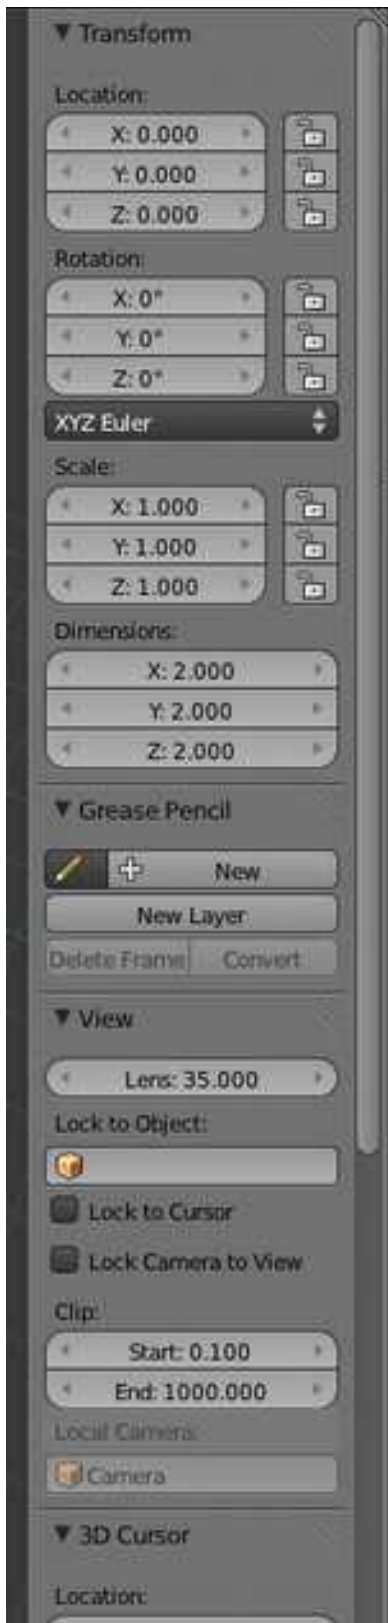 Transform
Location:
X: 0.000
Y: 0.000
Z: 0.000
Rotation:
X: 0°
Y: 0°
Z: 0°
XYZ Euler
Scale:
X: 1.000
Y: 1.000
Z: 1.000
Dimensions:
X: 2.000
Y: 2.000
Z: 2.000
Grease Pencil
New
New Layer
Delete Frame Convert
View
Lens: 35.000
Lock to Object:
Lock to Cursor
Lock Camera to View
Clip:
Start: 0.100
End: 1000.000
Local Camera:
Camera
3D Cursor
Location: